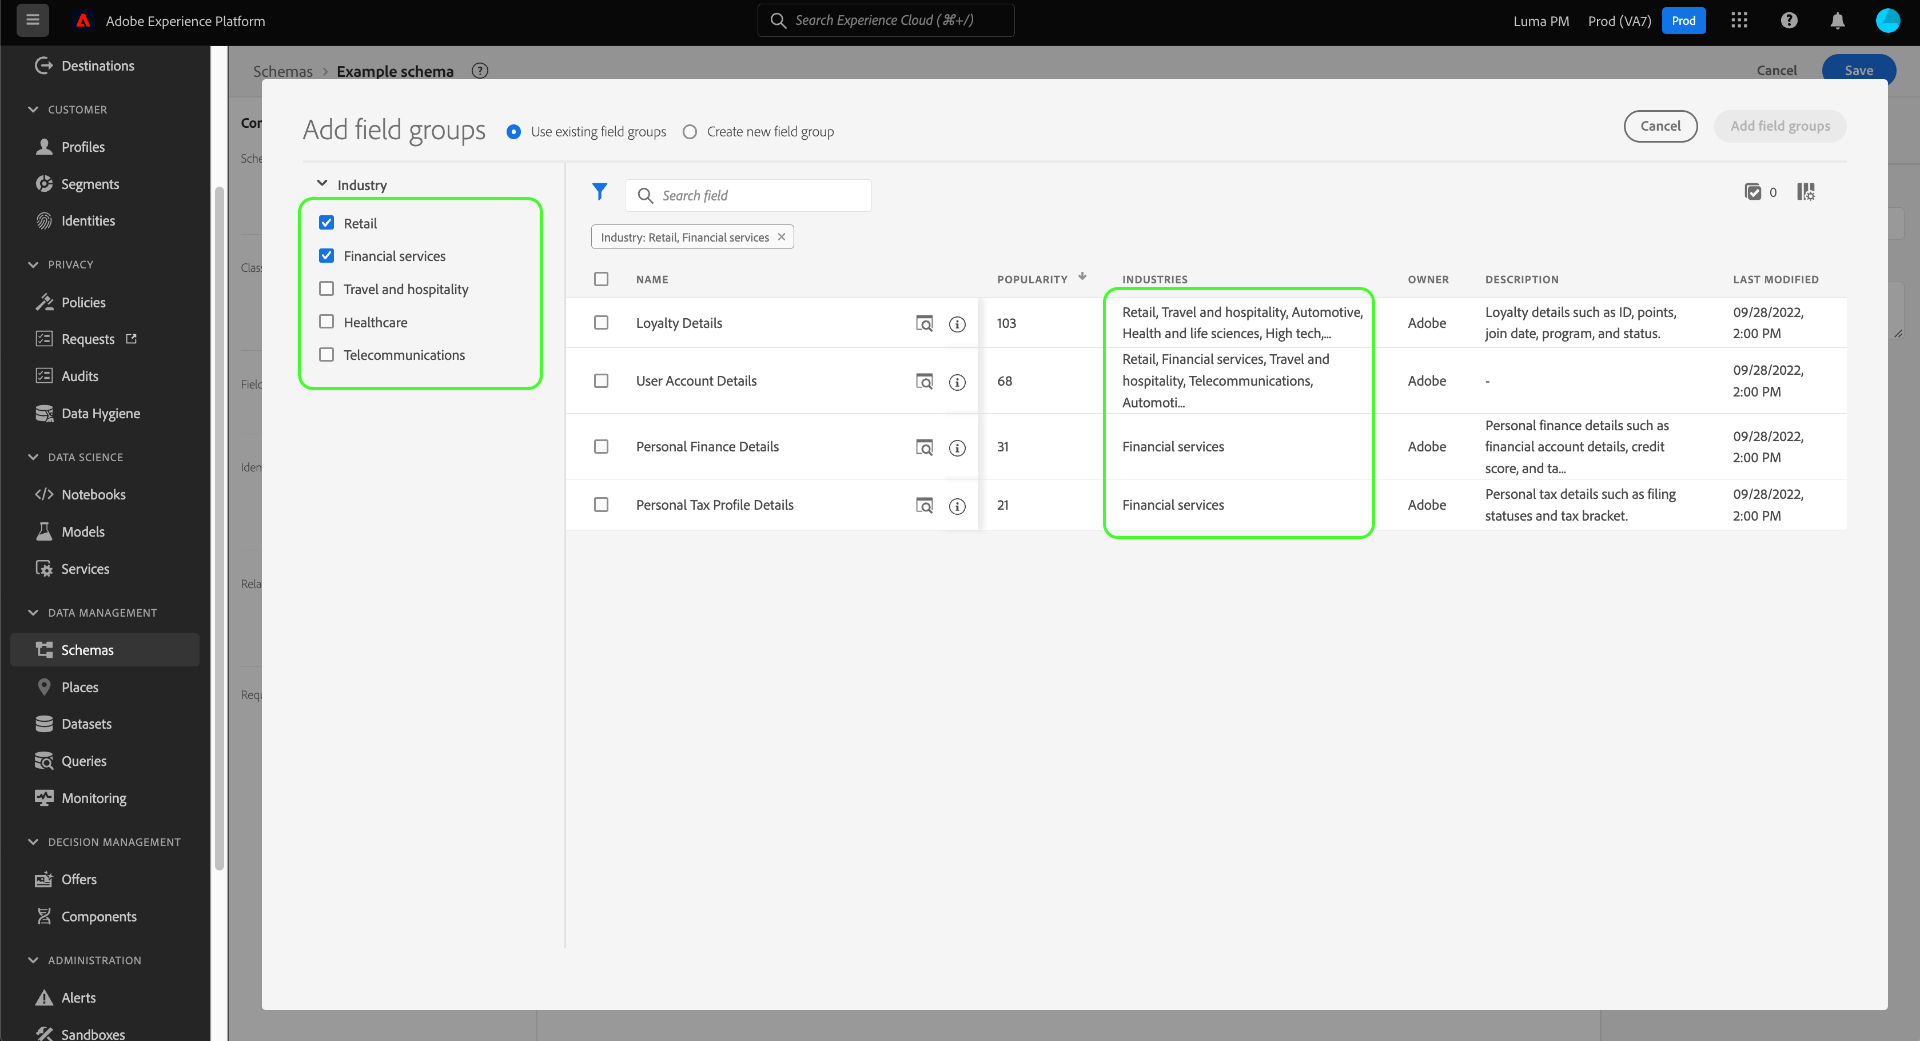 Adobe Experience Platform
Search Experience Cloud (⌘+/)
Luma PM
Prod (VA7)
Prod
Destinations
CUSTOMER
Profiles
Segments
Identities
PRIVACY
Policies
Requests
Audits
Data Hygiene
DATA SCIENCE
Notebooks
Models
Services
DATA MANAGEMENT
Schemas
Places
Datasets
Queries
Monitoring
DECISION MANAGEMENT
Offers
Components
ADMINISTRATION
Alerts
Sandboxes
Schemas > Example schema
Cancel
Save
Add field groups
Use existing field groups
Create new field group
Cancel
Add field groups
Industry
Retail
Financial services
Travel and hospitality
Healthcare
Telecommunications
Search field
0
Industry: Retail, Financial services
NAME
POPULARITY
INDUSTRIES
OWNER
DESCRIPTION
LAST MODIFIED
Loyalty Details
103
Retail, Travel and hospitality, Automotive,
Health and life sciences, High tech,...
Adobe
Loyalty details such as ID, points,
join date, program, and status.
09/28/2022,
2:00 PM
User Account Details
68
Retail, Financial services, Travel and
hospitality, Telecommunications,
Automoti...
Adobe
-
09/28/2022,
2:00 PM
Personal Finance Details
31
Financial services
Adobe
Personal finance details such as
financial account details, credit
score, and ta...
09/28/2022,
2:00 PM
Personal Tax Profile Details
21
Financial services
Adobe
Personal tax details such as filing
statuses and tax bracket.
09/28/2022,
2:00 PM